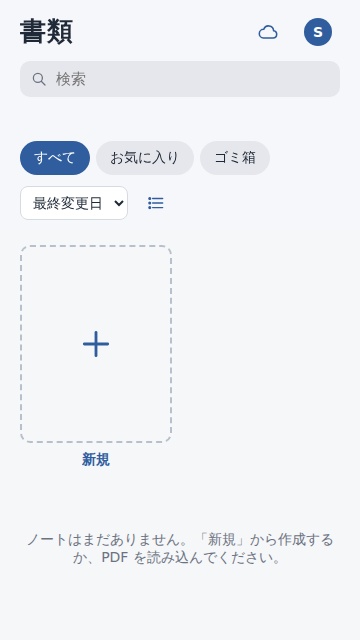 書類
S
検索
すべて
お気に入り
ゴミ箱
最終変更日
新規
ノートはまだありません。「新規」から作成する
か、PDF を読み込んでください。